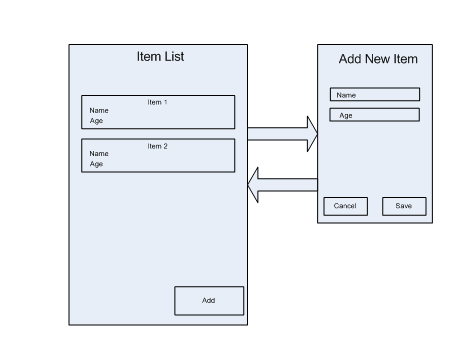 Item List
Item 1
Name
Age
Item 2
Name
Age
Add
Add New Item
Name
Age
Cancel
Save